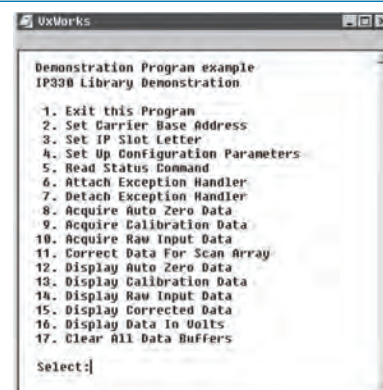 VxWorks
Demonstration Program example
IP330 Library Demonstration
1. Exit this Program
2. Set Carrier Base Address
3. Set IP Slot Letter
4. Set Up Configuration Parameters
5. Read Status Command
6. Attach Exception Handler
7. Detach Exception Handler
8. Acquire Auto Zero Data
9. Acquire Calibration Data
10. Acquire Raw Input Data
11. Correct Data For Scan Array
12. Display Auto Zero Data
13. Display Calibration Data
14. Display Raw Input Data
15. Display Corrected Data
16. Display Data In Volts
17. Clear All Data Buffers
Select: